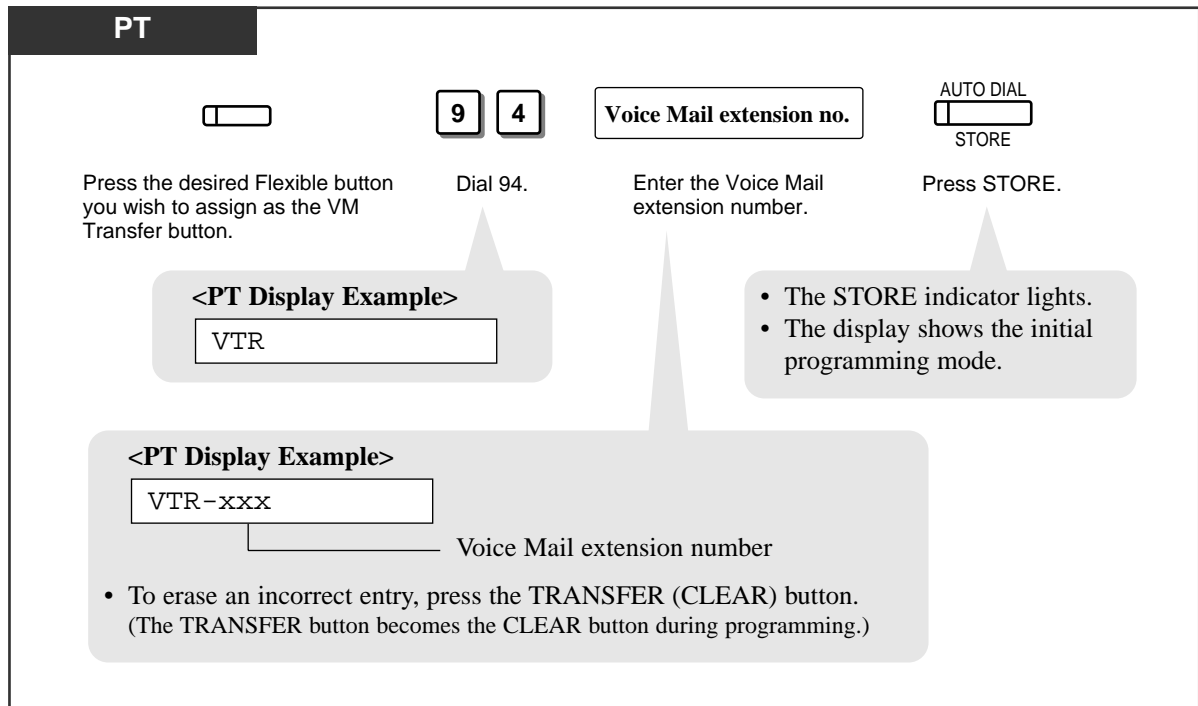 PT
9 4
Voice Mail extension no.
AUTO DIAL
STORE
Press the desired Flexible button
you wish to assign as the VM
Transfer button.
Dial 94.
Enter the Voice Mail
extension number.
Press STORE.
<PT Display Example>
VTR
• The STORE indicator lights.
• The display shows the initial
programming mode.
<PT Display Example>
VTR-xxx
Voice Mail extension number
• To erase an incorrect entry, press the TRANSFER (CLEAR) button.
(The TRANSFER button becomes the CLEAR button during programming.)